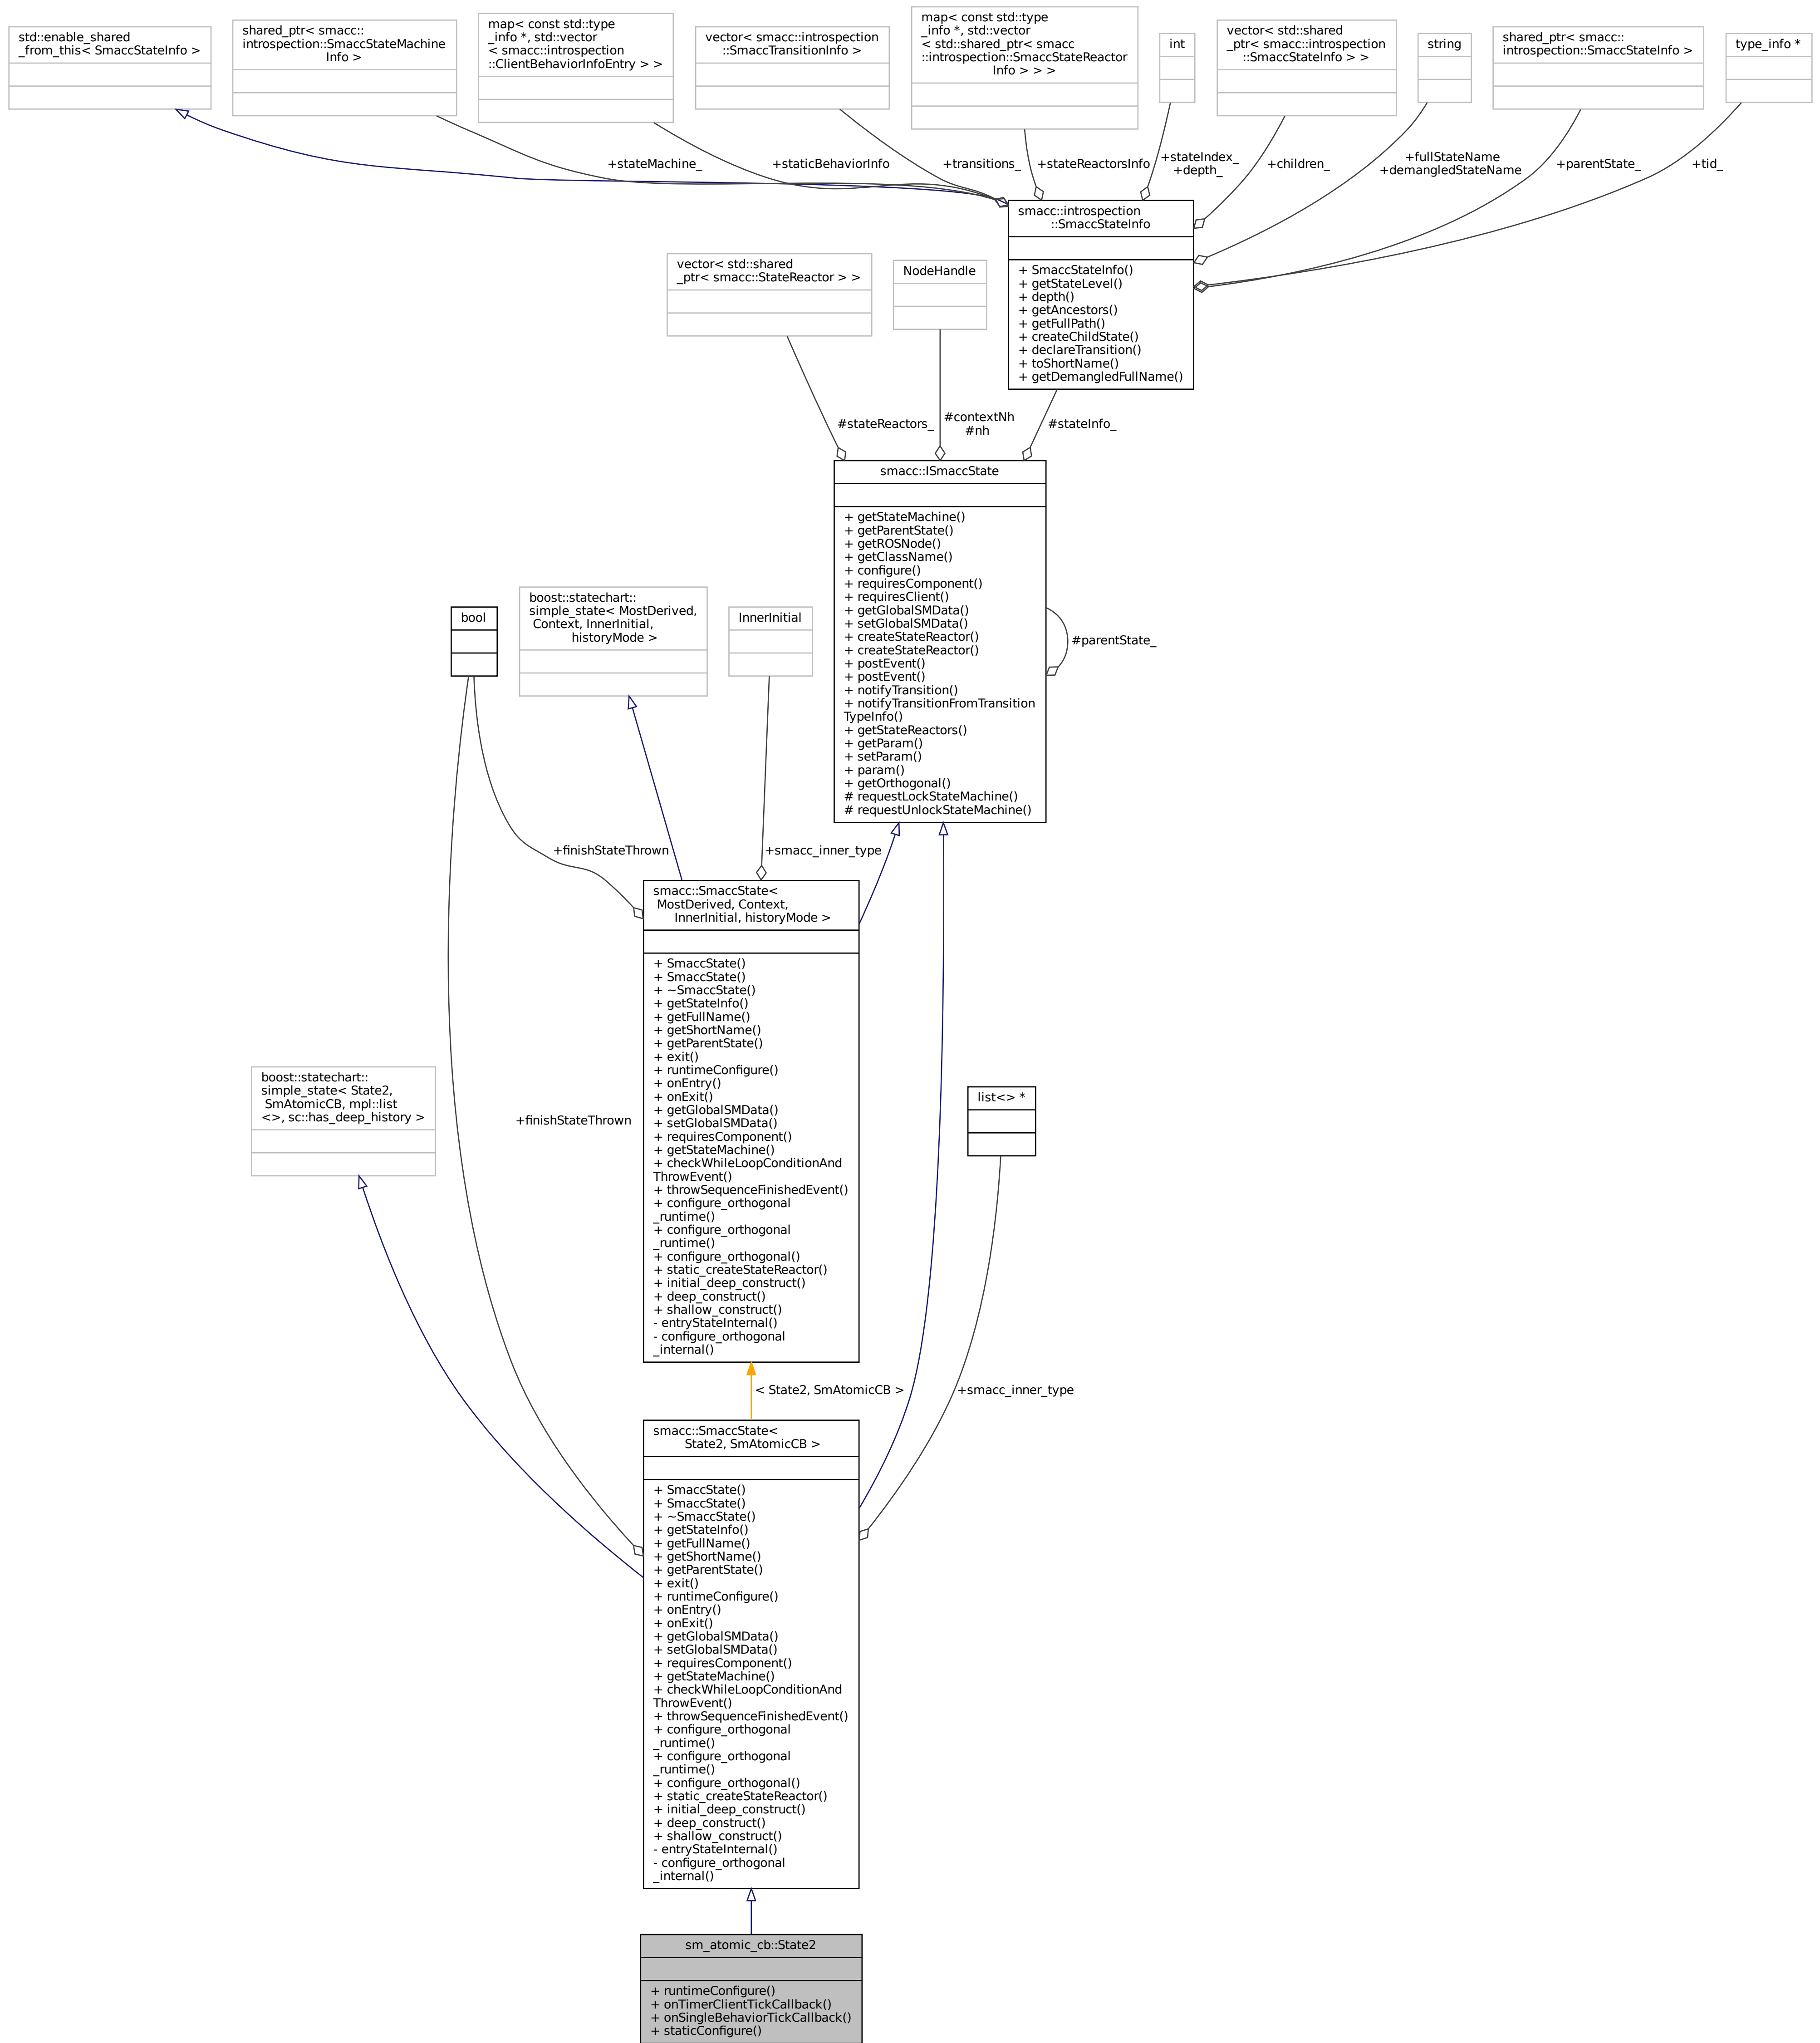 std::enable_shared
_from_this< SmaccStateInfo >
shared_ptr< smacc::
introspection::SmaccStateMachine
Info >
map< const std::type
_info *, std::vector
< smacc::introspection
::ClientBehaviorInfoEntry > >
vector< smacc::introspection
::SmaccTransitionInfo >
map< const std::type
_info *, std::vector
< std::shared_ptr< smacc
::introspection::SmaccStateReactor
Info > > >
int
vector< std::shared
_ptr< smacc::introspection
::SmaccStateInfo > >
string
shared_ptr< smacc::
introspection::SmaccStateInfo >
type_info *
+stateMachine_
+staticBehaviorInfo
+transitions_
+stateReactorsInfo
+stateIndex_
+depth_
+children_
+fullStateName
+demangledStateName
+parentState_
+tid_
smacc::introspection
::SmaccStateInfo
+ SmaccStateInfo()
+ getStateLevel()
+ depth()
+ getAncestors()
+ getFullPath()
+ createChildState()
+ declareTransition()
+ toShortName()
+ getDemangledFullName()
vector< std::shared
_ptr< smacc::StateReactor > >
NodeHandle
#stateReactors_
#contextNh
#nh
#stateInfo_
smacc::ISmaccState
+ getStateMachine()
+ getParentState()
+ getROSNode()
+ getClassName()
+ configure()
+ requiresComponent()
+ requiresClient()
+ getGlobalSMData()
+ setGlobalSMData()
+ createStateReactor()
+ createStateReactor()
+ postEvent()
+ postEvent()
+ notifyTransition()
+ notifyTransitionFromTransition
TypeInfo()
+ getStateReactors()
+ getParam()
+ setParam()
+ param()
+ getOrthogonal()
# requestLockStateMachine()
# requestUnlockStateMachine()
#parentState_
bool
boost::statechart::
simple_state< MostDerived,
Context, InnerInitial,
historyMode >
InnerInitial
+finishStateThrown
+smacc_inner_type
smacc::SmaccState<
MostDerived, Context,
InnerInitial, historyMode >
+ SmaccState()
+ SmaccState()
+ ~SmaccState()
+ getStateInfo()
+ getFullName()
+ getShortName()
+ getParentState()
+ exit()
+ runtimeConfigure()
+ onEntry()
+ onExit()
+ getGlobalSMData()
+ setGlobalSMData()
+ requiresComponent()
+ getStateMachine()
+ checkWhileLoopConditionAnd
ThrowEvent()
+ throwSequenceFinishedEvent()
+ configure_orthogonal
_runtime()
+ configure_orthogonal
_runtime()
+ configure_orthogonal()
+ static_createStateReactor()
+ initial_deep_construct()
+ deep_construct()
+ shallow_construct()
- entryStateInternal()
- configure_orthogonal
_internal()
boost::statechart::
simple_state< State2,
SmAtomicCB, mpl::list
<>, sc::has_deep_history >
+finishStateThrown
list<> *
< State2, SmAtomicCB >
+smacc_inner_type
smacc::SmaccState<
State2, SmAtomicCB >
+ SmaccState()
+ SmaccState()
+ ~SmaccState()
+ getStateInfo()
+ getFullName()
+ getShortName()
+ getParentState()
+ exit()
+ runtimeConfigure()
+ onEntry()
+ onExit()
+ getGlobalSMData()
+ setGlobalSMData()
+ requiresComponent()
+ getStateMachine()
+ checkWhileLoopConditionAnd
ThrowEvent()
+ throwSequenceFinishedEvent()
+ configure_orthogonal
_runtime()
+ configure_orthogonal
_runtime()
+ configure_orthogonal()
+ static_createStateReactor()
+ initial_deep_construct()
+ deep_construct()
+ shallow_construct()
- entryStateInternal()
- configure_orthogonal
_internal()
sm_atomic_cb::State2
+ runtimeConfigure()
+ onTimerClientTickCallback()
+ onSingleBehaviorTickCallback()
+ staticConfigure()